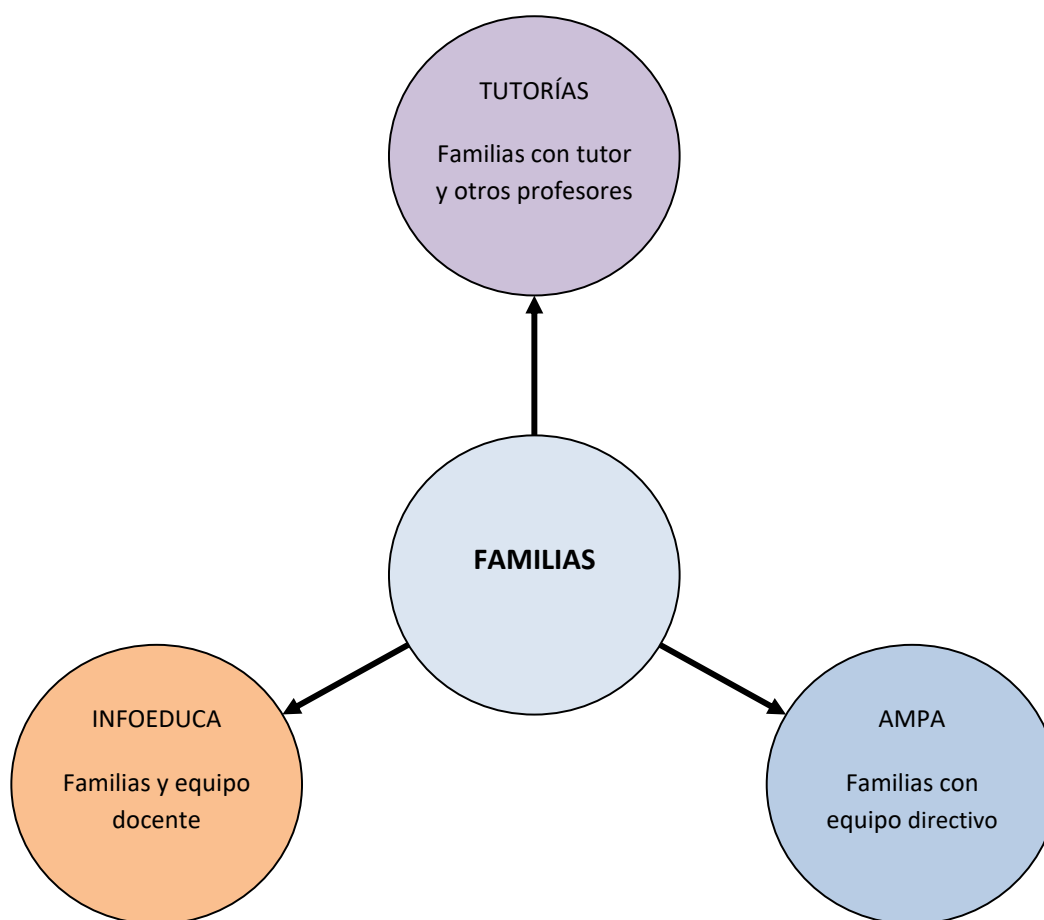 TUTORÍAS
Familias con tutor
y otros profesores
FAMILIAS
INFOEDUCA
Familias y equipo
docente
AMPA
Familias con
equipo directivo